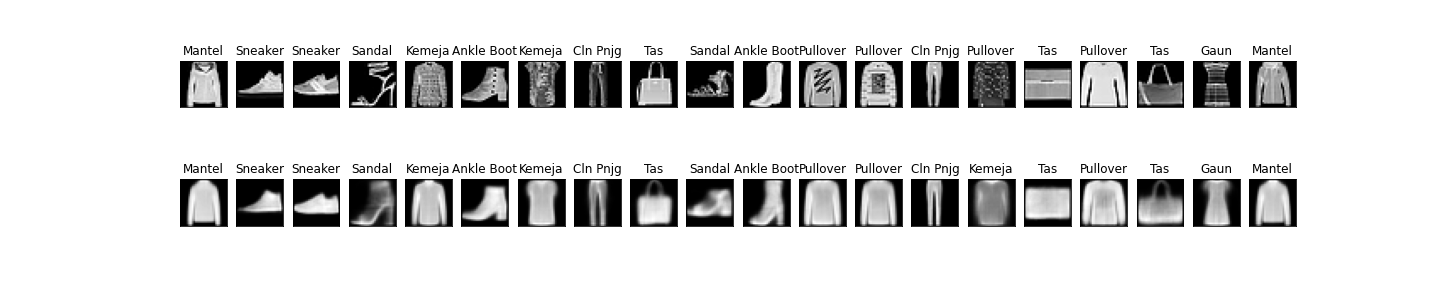 Mantel Sneaker Sneaker Sandal Kemeja Ankle Boot Kemeja Cln Pnjg Tas Sandal Ankle Boot Pullover Pullover Cln Pnjg Pullover Tas Pullover Tas Gaun Mantel
Mantel Sneaker Sneaker Sandal Kemeja Ankle Boot Kemeja Cln Pnjg Tas Sandal Ankle Boot Pullover Pullover Cln Pnjg Kemeja Tas Pullover Tas Gaun Mantel